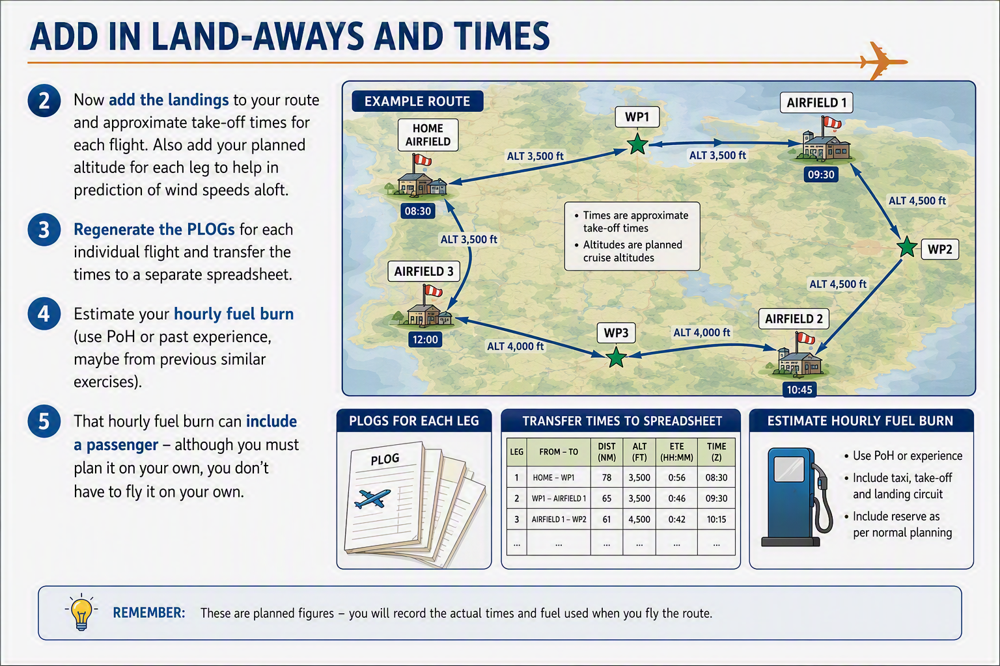 ADD IN LAND-AWAYS AND TIMES
2
Now add the landings to your route
and approximate take-off times for
each flight. Also add your planned
altitude for each leg to help in
prediction of wind speeds aloft.
3
Regenerate the PLOGs for each
individual flight and transfer the
times to a separate spreadsheet.
4
Estimate your hourly fuel burn
(use PoH or past experience,
maybe from previous similar
exercises).
5
That hourly fuel burn can include
a passenger – although you must
plan it on your own, you don’t
have to fly it on your own.
EXAMPLE ROUTE
HOME
AIRFIELD
08:30
ALT 3,500 ft
WP1
ALT 3,500 ft
AIRFIELD 1
09:30
ALT 4,500 ft
WP2
ALT 4,500 ft
AIRFIELD 2
10:45
ALT 4,000 ft
WP3
ALT 4,000 ft
AIRFIELD 3
12:00
ALT 3,500 ft
• Times are approximate
take-off times
• Altitudes are planned
cruise altitudes
PLOGS FOR EACH LEG
PLOG
TRANSFER TIMES TO SPREADSHEET
LEG FROM – TO DIST (NM) ALT (FT) ETE (HH:MM) TIME (Z)
1 HOME – WP1 78 3,500 0:56 08:30
2 WP1 – AIRFIELD 1 65 3,500 0:46 09:30
3 AIRFIELD 1 – WP2 61 4,500 0:42 10:15
... ... ... ... ... ...
ESTIMATE HOURLY FUEL BURN
• Use PoH or experience
• Include taxi, take-off
and landing circuit
• Include reserve as
per normal planning
REMEMBER: These are planned figures – you will record the actual times and fuel used when you fly the route.